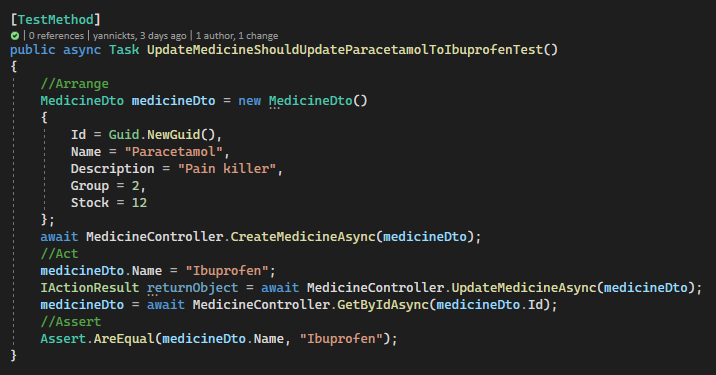 [TestMethod]
| 0 references | yannickts, 3 days ago | 1 author, 1 change
public async Task UpdateMedicineShouldUpdateParacetamolToIbuprofenTest()
{
    //Arrange
    MedicineDto medicineDto = new MedicineDto()
    {
        Id = Guid.NewGuid(),
        Name = "Paracetamol",
        Description = "Pain killer",
        Group = 2,
        Stock = 12
    };
    await MedicineController.CreateMedicineAsync(medicineDto);
    //Act
    medicineDto.Name = "Ibuprofen";
    IActionResult returnObject = await MedicineController.UpdateMedicineAsync(medicineDto);
    medicineDto = await MedicineController.GetByIdAsync(medicineDto.Id);
    //Assert
    Assert.AreEqual(medicineDto.Name, "Ibuprofen");
}